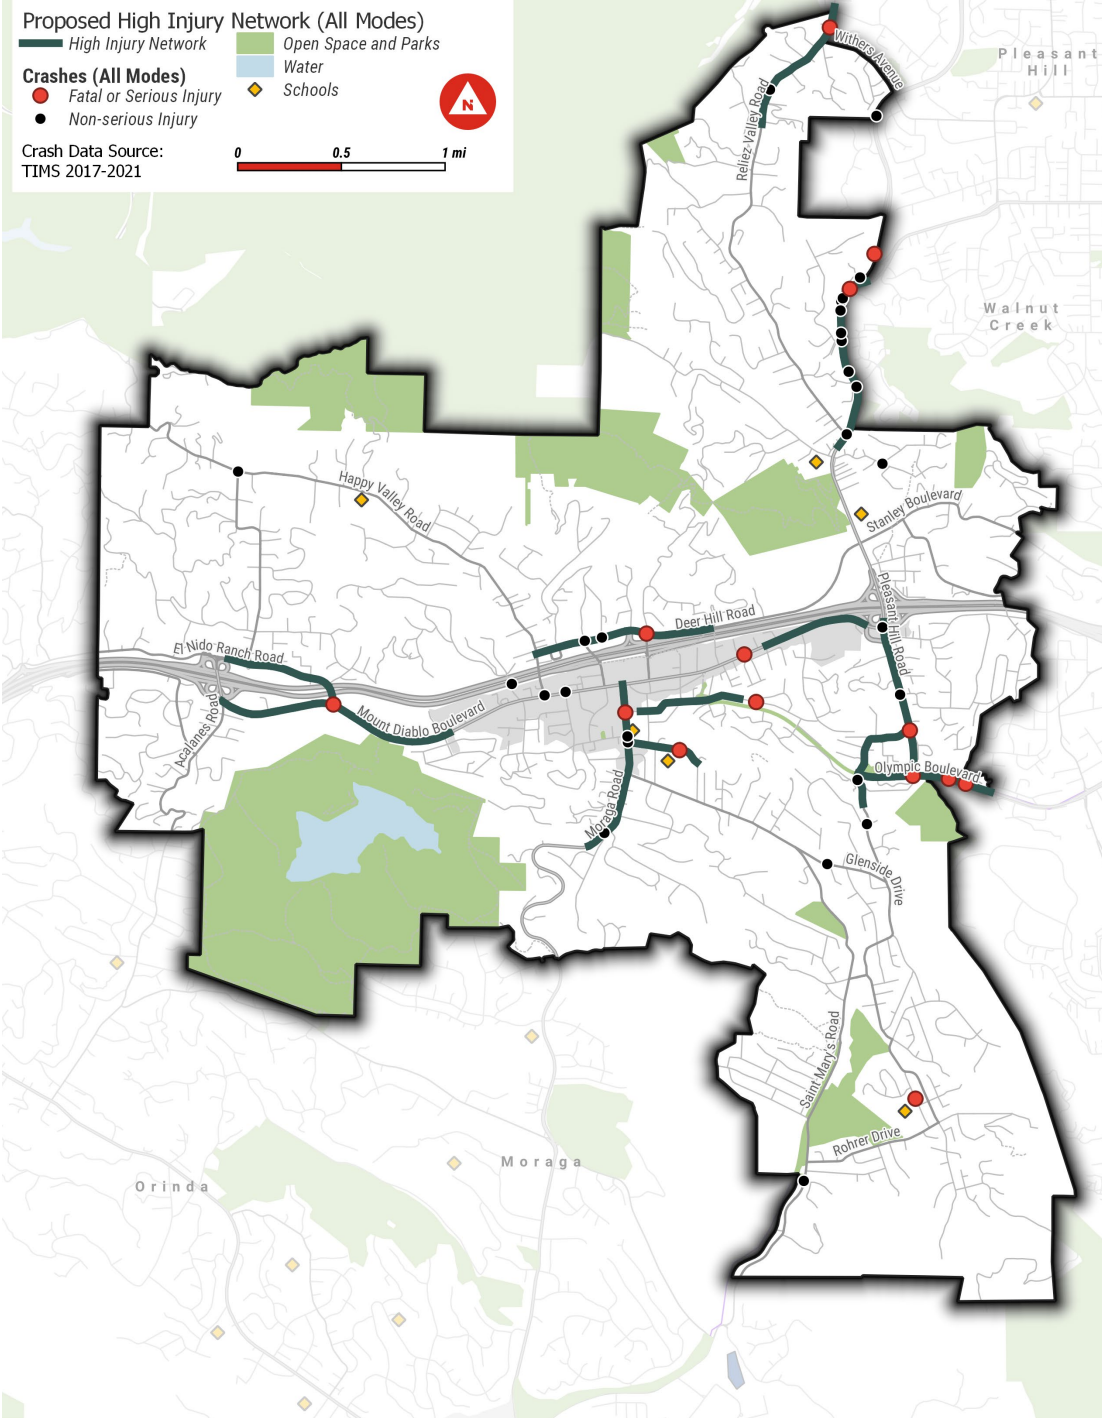 Proposed High Injury Network (All Modes)
High Injury Network
Open Space and Parks
Water
Crashes (All Modes)
Fatal or Serious Injury
Schools
Non-serious Injury
N
Crash Data Source:
TIMS 2017-2021
0 0.5 1 mi
Withers Avenue
Pleasant
Hill
Reliez Valley Road
Walnut
Creek
Happy Valley Road
Stanley Boulevard
Pleasant Hill Road
Deer Hill Road
El Nido Ranch Road
Mount Diablo Boulevard
Acalanes Road
Olympic Boulevard
Moraga Road
Glenside Drive
Saint Mary's Road
Rohrer Drive
Moraga
Orinda